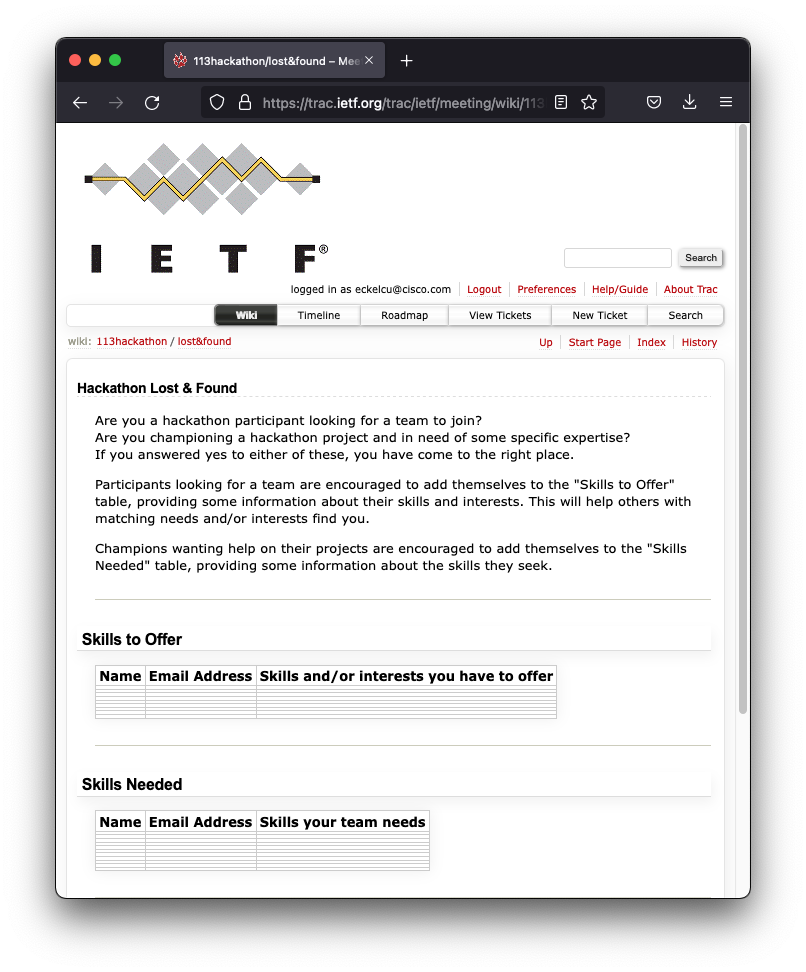 113hackathon/lost&found – Mee
https://trac.ietf.org/trac/ietf/meeting/wiki/113
I E T F®
Search
logged in as eckelcu@cisco.com Logout Preferences Help/Guide About Trac
Wiki Timeline Roadmap View Tickets New Ticket Search
wiki: 113hackathon / lost&found Up Start Page Index History
Hackathon Lost & Found
Are you a hackathon participant looking for a team to join?
Are you championing a hackathon project and in need of some specific expertise?
If you answered yes to either of these, you have come to the right place.
Participants looking for a team are encouraged to add themselves to the "Skills to Offer"
table, providing some information about their skills and interests. This will help others with
matching needs and/or interests find you.
Champions wanting help on their projects are encouraged to add themselves to the "Skills
Needed" table, providing some information about the skills they seek.
Skills to Offer
Name Email Address Skills and/or interests you have to offer
Skills Needed
Name Email Address Skills your team needs